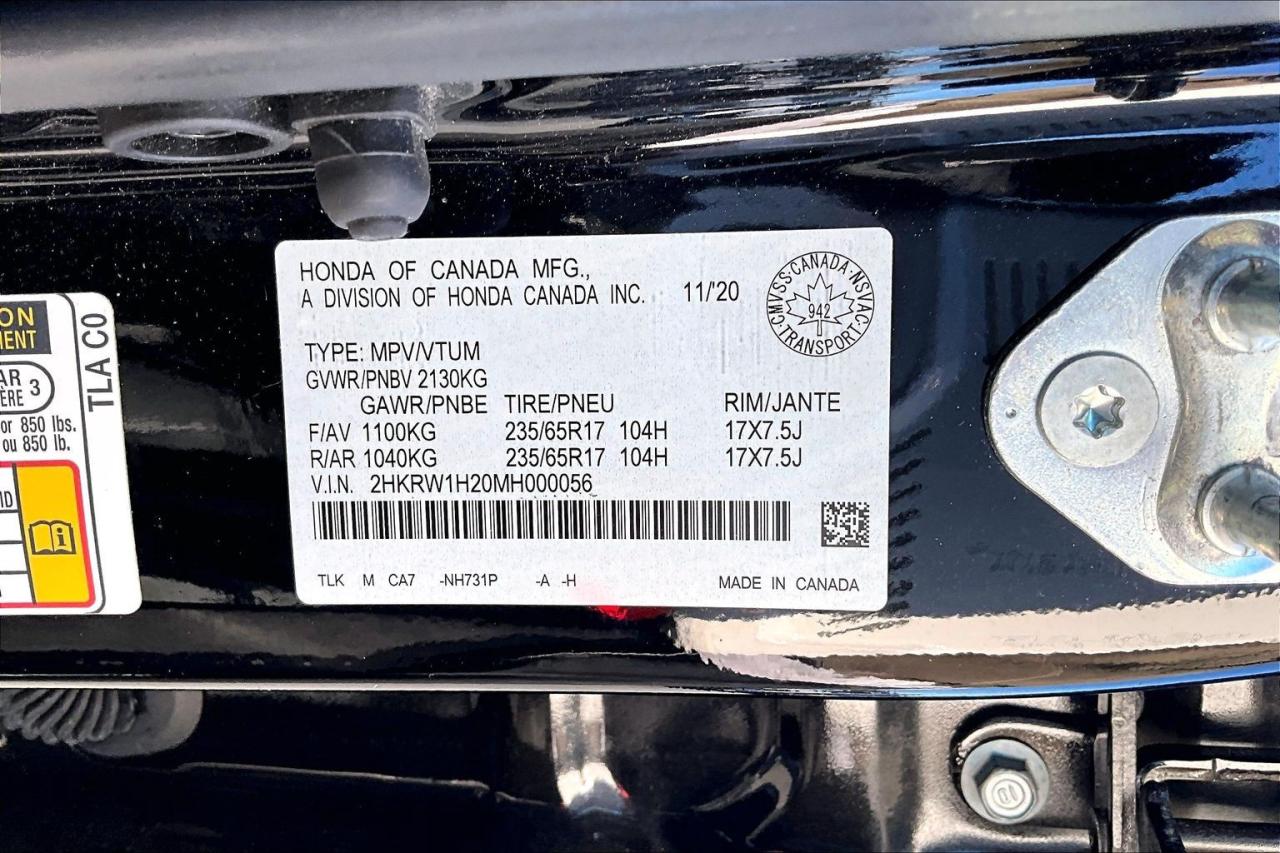 ON
MENT
AR
ÈRE 3
or 850 lbs.
ou 850 lb.
ID
TLA C0
HONDA OF CANADA MFG.,
A DIVISION OF HONDA CANADA INC. 11/'20
CMVSS·CANADA·NSVAC·TRANSPORT·
942
TYPE: MPV/VTUM
GVWR/PNBV 2130KG
GAWR/PNBE TIRE/PNEU RIM/JANTE
F/AV 1100KG 235/65R17 104H 17X7.5J
R/AR 1040KG 235/65R17 104H 17X7.5J
V.I.N. 2HKRW1H20MH000056
TLK M CA7 -NH731P -A -H MADE IN CANADA